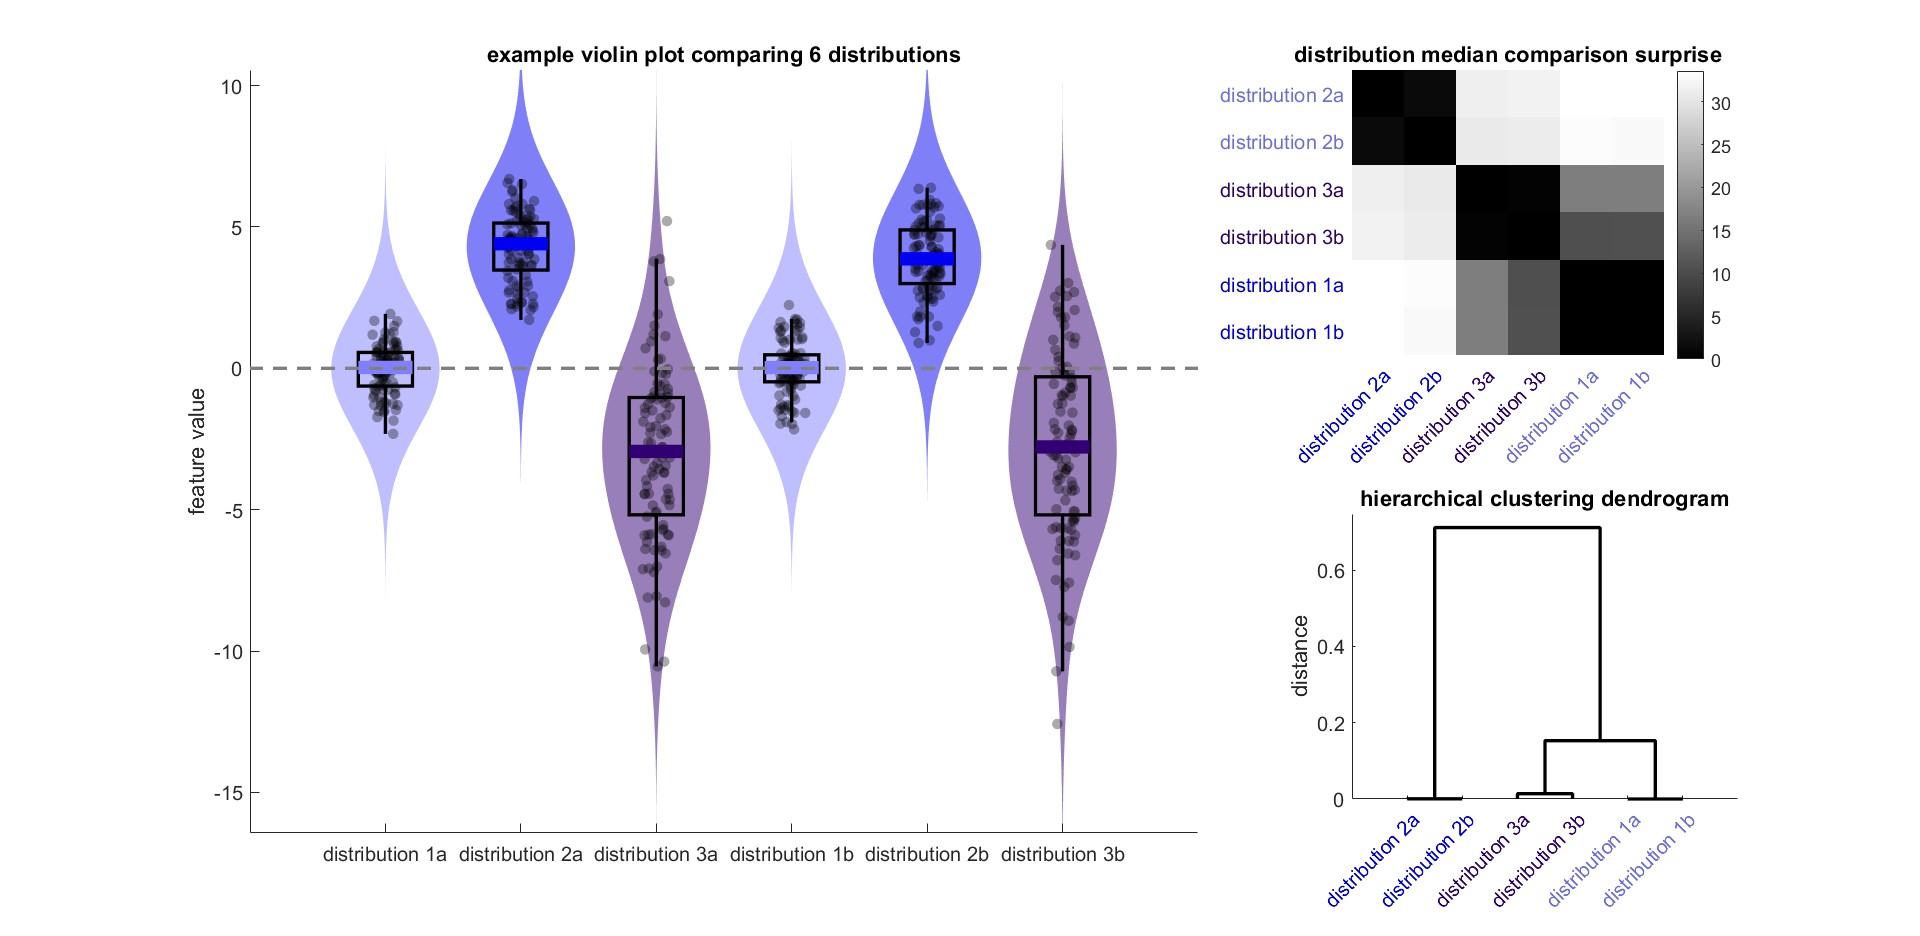 example violin plot comparing 6 distributions
feature value
10
5
0
-5
-10
-15
distribution 1a
distribution 2a
distribution 3a
distribution 1b
distribution 2b
distribution 3b
distribution median comparison surprise
distribution 2a
distribution 2b
distribution 3a
distribution 3b
distribution 1a
distribution 1b
distribution 2a
distribution 2b
distribution 3a
distribution 3b
distribution 1a
distribution 1b
30
25
20
15
10
5
0
hierarchical clustering dendrogram
distance
0.6
0.4
0.2
0
distribution 2a
distribution 2b
distribution 3a
distribution 3b
distribution 1a
distribution 1b